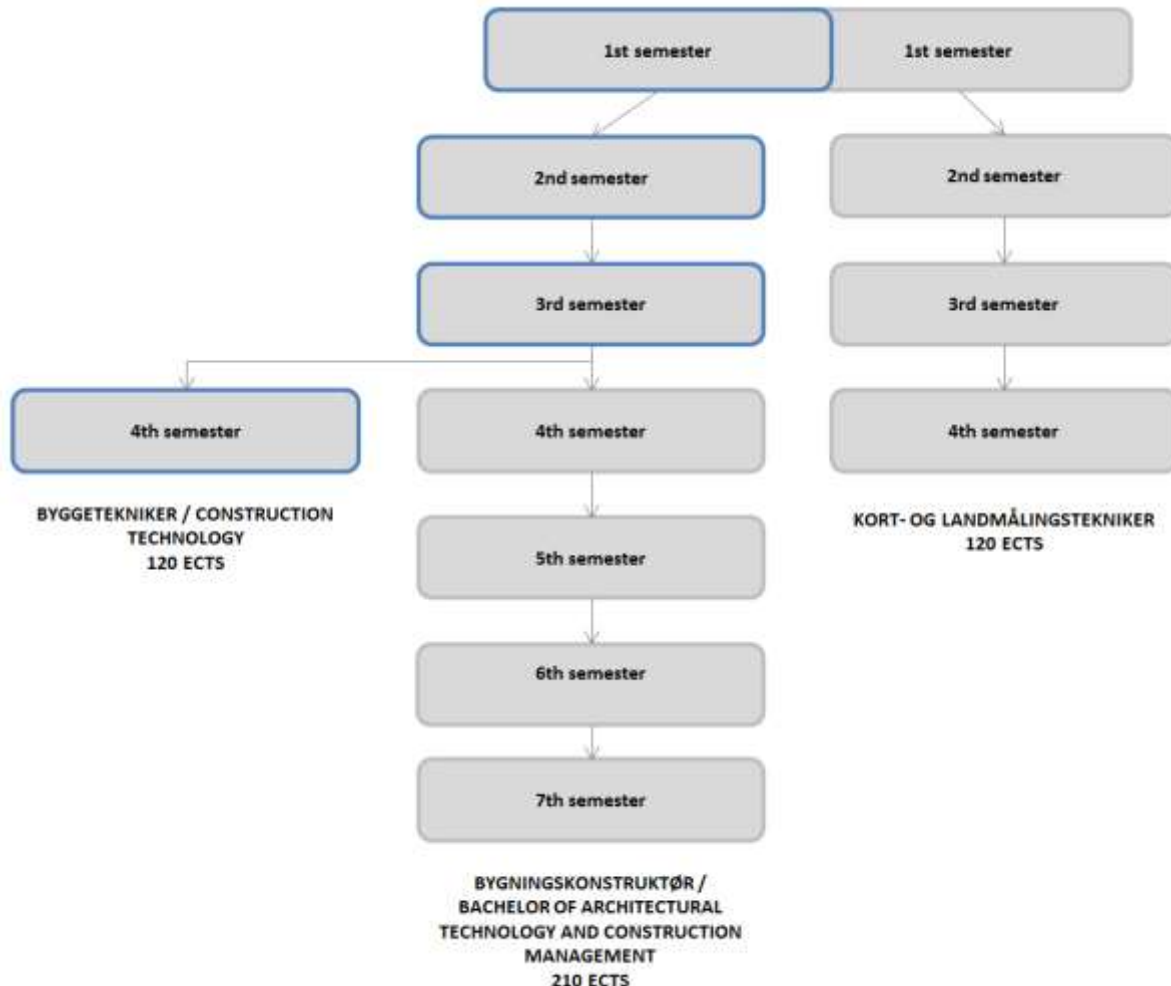 1st semester
1st semester
2nd semester
2nd semester
3rd semester
3rd semester
4th semester
4th semester
4th semester
BYGGETEKNIKER / CONSTRUCTION
TECHNOLOGY
120 ECTS
KORT- OG LANDMÅLINGSTEKNIKER
120 ECTS
5th semester
6th semester
7th semester
BYGNINGSKONSTRUKTØR /
BACHELOR OF ARCHITECTURAL
TECHNOLOGY AND CONSTRUCTION
MANAGEMENT
210 ECTS